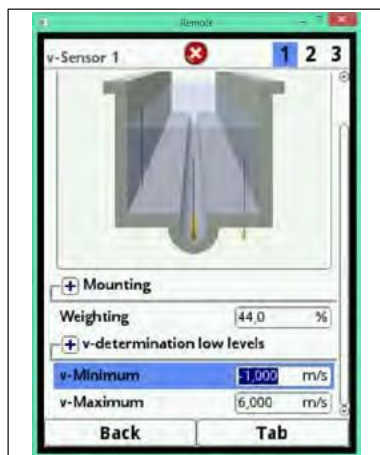 Remote
v-Sensor 1 1 2 3
Mounting
Weighting 44,0 %
v-determination low levels
v-Minimum -1,000 m/s
v-Maximum 6,000 m/s
Back Tab